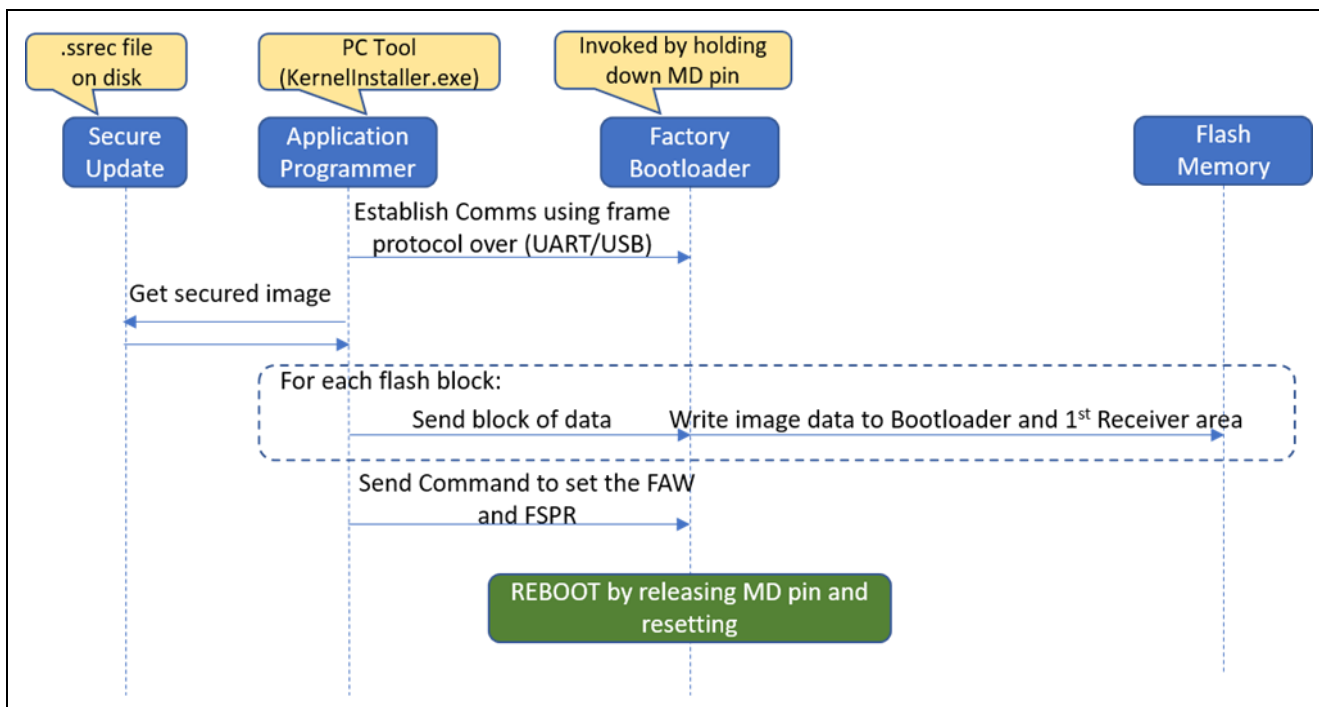 .ssrec file
on disk
PC Tool
(KernelInstaller.exe)
Invoked by holding
down MD pin
Secure
Update
Application
Programmer
Factory
Bootloader
Flash
Memory
Establish Comms using frame
protocol over (UART/USB)
Get secured image
For each flash block:
Send block of data
Write image data to Bootloader and 1st Receiver area
Send Command to set the FAW
and FSPR
REBOOT by releasing MD pin and
resetting